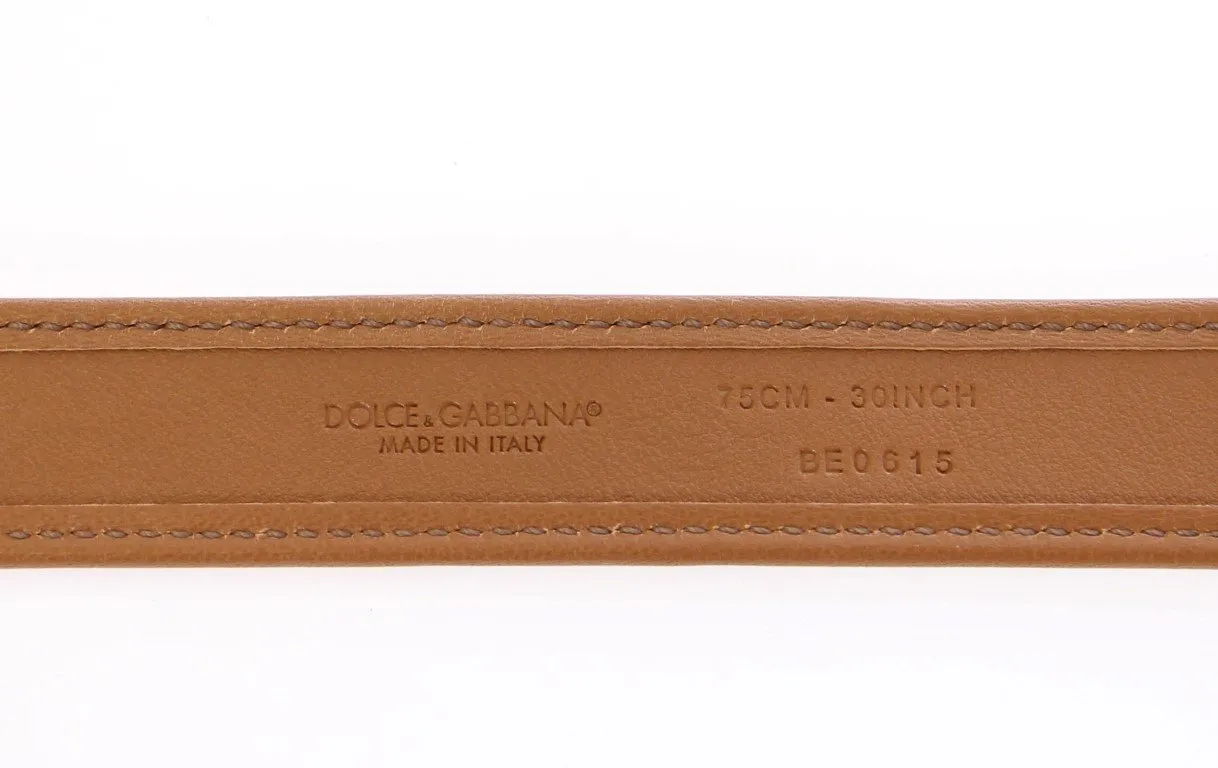 DOLCE&GABBANA®
MADE IN ITALY
75CM - 30INCH
BE0615